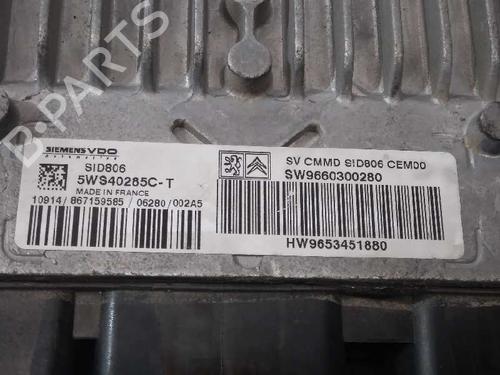 B-PARTS
SIEMENS VDO
Automotive
SID806
5WS40285C-T
MADE IN FRANCE
10914/867159585 /06280/002A5
SV CMMD SID806 CEM00
SW9660300280
HW9653451880